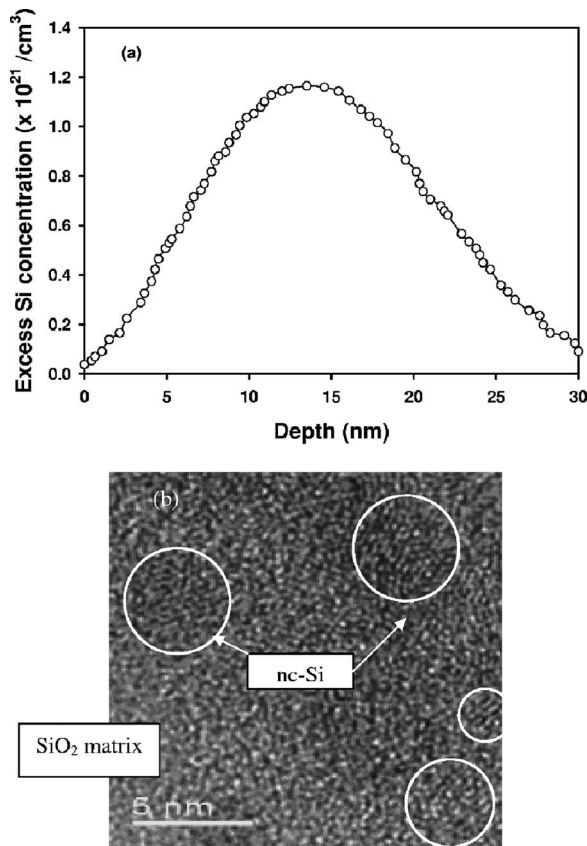 (a)
Excess Si concentration (x 10²¹ /cm³)
1.4
1.2
1.0
0.8
0.6
0.4
0.2
0.0
0 5 10 15 20 25 30
Depth (nm)
(b)
nc-Si
SiO₂ matrix
5 nm